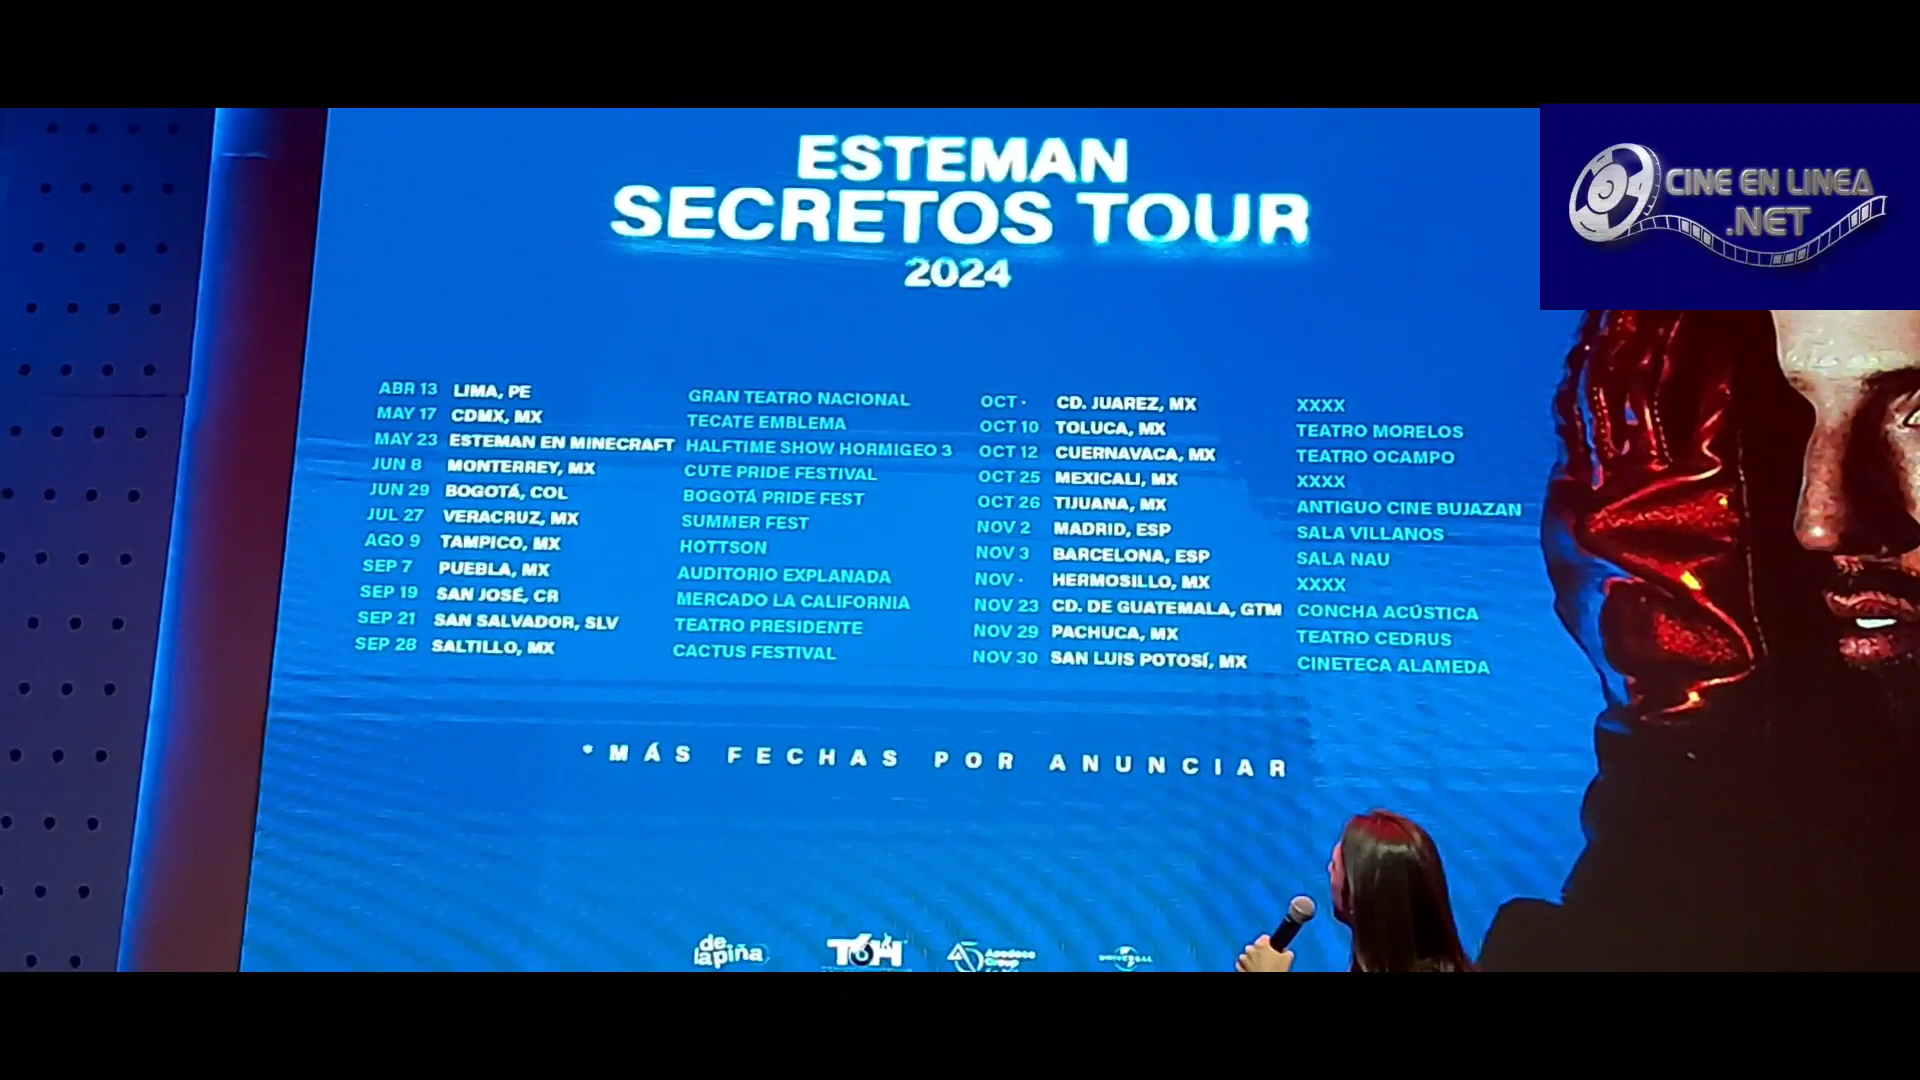 ESTEMAN
SECRETOS TOUR
2024
CINE EN LINEA
.NET
ABR 13 LIMA, PE GRAN TEATRO NACIONAL
MAY 17 CDMX, MX TECATE EMBLEMA
MAY 23 ESTEMAN EN MINECRAFT HALFTIME SHOW HORMIGEO 3
JUN 8 MONTERREY, MX CUTE PRIDE FESTIVAL
JUN 29 BOGOTÁ, COL BOGOTÁ PRIDE FEST
JUL 27 VERACRUZ, MX SUMMER FEST
AGO 9 TAMPICO, MX HOTTSON
SEP 7 PUEBLA, MX AUDITORIO EXPLANADA
SEP 19 SAN JOSÉ, CR MERCADO LA CALIFORNIA
SEP 21 SAN SALVADOR, SLV TEATRO PRESIDENTE
SEP 28 SALTILLO, MX CACTUS FESTIVAL
OCT · CD. JUAREZ, MX XXXX
OCT 10 TOLUCA, MX TEATRO MORELOS
OCT 12 CUERNAVACA, MX TEATRO OCAMPO
OCT 25 MEXICALI, MX XXXX
OCT 26 TIJUANA, MX ANTIGUO CINE BUJAZAN
NOV 2 MADRID, ESP SALA VILLANOS
NOV 3 BARCELONA, ESP SALA NAU
NOV · HERMOSILLO, MX XXXX
NOV 23 CD. DE GUATEMALA, GTM CONCHA ACÚSTICA
NOV 29 PACHUCA, MX TEATRO CEDRUS
NOV 30 SAN LUIS POTOSÍ, MX CINETECA ALAMEDA
*MÁS FECHAS POR ANUNCIAR
de
la piña
UNIVERSAL